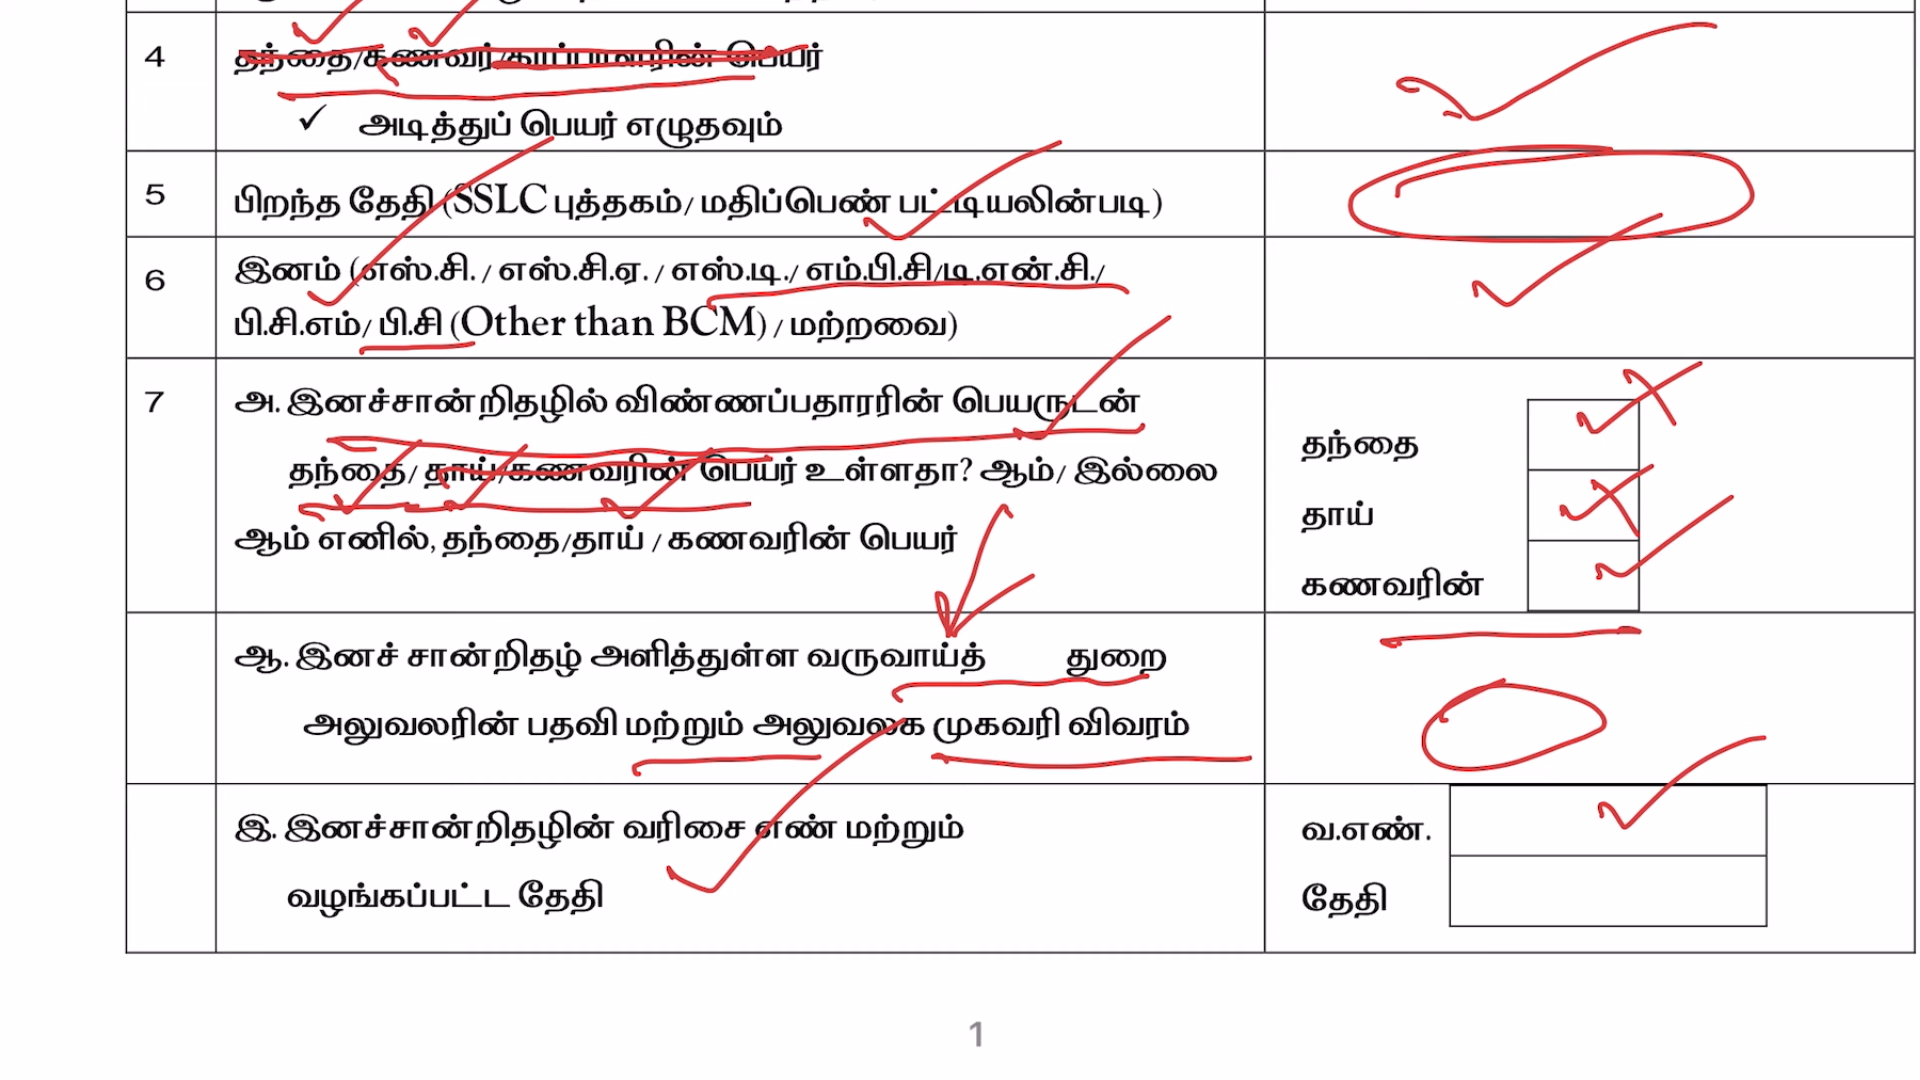 4
தந்தை/கணவர்/காப்பாளரின் பெயர்
✓ அடித்துப் பெயர் எழுதவும்
5
பிறந்த தேதி (SSLC புத்தகம்/ மதிப்பெண் பட்டியலின்படி)
6
இனம் (எஸ்.சி. / எஸ்.சி.ஏ. / எஸ்.டி./ எம்.பி.சி/டி.என்.சி./
பி.சி.எம்/ பி.சி (Other than BCM) / மற்றவை)
7
அ. இனச்சான்றிதழில் விண்ணப்பதாரரின் பெயருடன்
தந்தை/ தாய்/கணவரின் பெயர் உள்ளதா? ஆம்/ இல்லை
ஆம் எனில், தந்தை/தாய் / கணவரின் பெயர்
தந்தை
தாய்
கணவரின்
ஆ. இனச் சான்றிதழ் அளித்துள்ள வருவாய்த் துறை
அலுவலரின் பதவி மற்றும் அலுவலக முகவரி விவரம்
இ. இனச்சான்றிதழின் வரிசை எண் மற்றும்
வழங்கப்பட்ட தேதி
வ.எண்.
தேதி
1